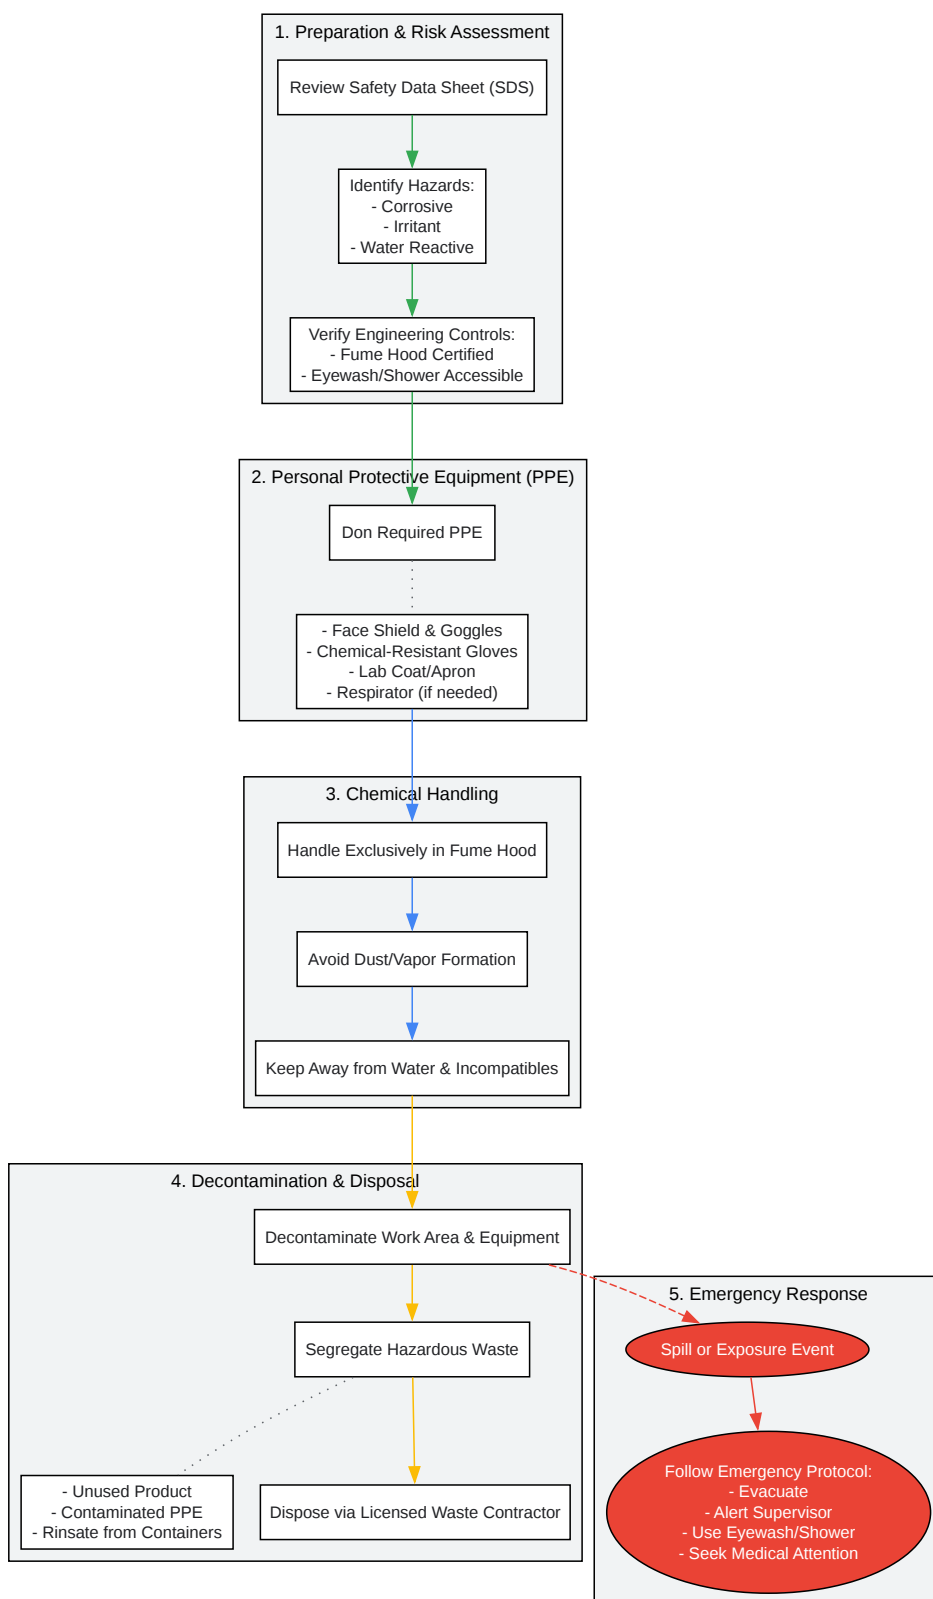 1. Preparation & Risk Assessment
Review Safety Data Sheet (SDS)
Identify Hazards:
- Corrosive
- Irritant
- Water Reactive
Verify Engineering Controls:
- Fume Hood Certified
- Eyewash/Shower Accessible
2. Personal Protective Equipment (PPE)
Don Required PPE
- Face Shield & Goggles
- Chemical-Resistant Gloves
- Lab Coat/Apron
- Respirator (if needed)
3. Chemical Handling
Handle Exclusively in Fume Hood
Avoid Dust/Vapor Formation
Keep Away from Water & Incompatibles
4. Decontamination & Disposal
Decontaminate Work Area & Equipment
Segregate Hazardous Waste
- Unused Product
- Contaminated PPE
- Rinsate from Containers
Dispose via Licensed Waste Contractor
5. Emergency Response
Spill or Exposure Event
Follow Emergency Protocol:
- Evacuate
- Alert Supervisor
- Use Eyewash/Shower
- Seek Medical Attention